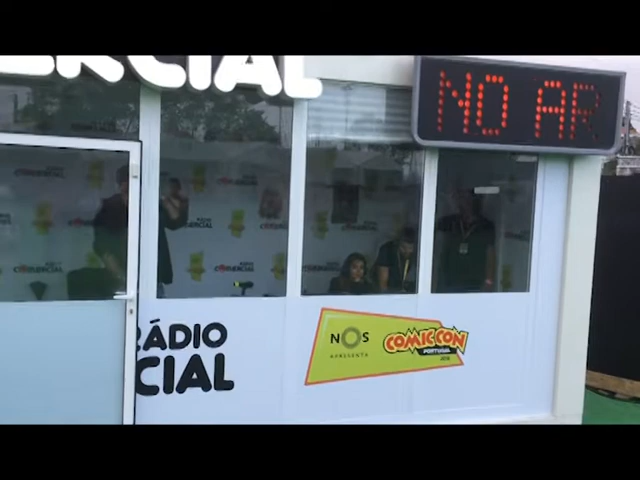 ERCIAL
NO AR
RÁDIO
CIAL
NOS
APRESENTA
COMIC CON
PORTUGAL